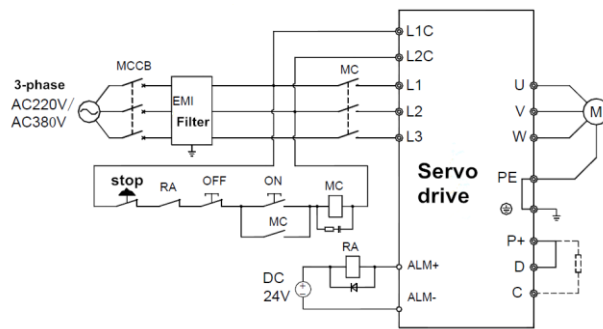 L1C
L2C
MCCB
MC
3-phase
AC220V/
AC380V
EMI
Filter
L1
L2
L3
U
V
W
M
Servo
drive
PE
stop
RA
OFF
ON
MC
MC
P+
D
C
RA
ALM+
DC
24V
ALM-